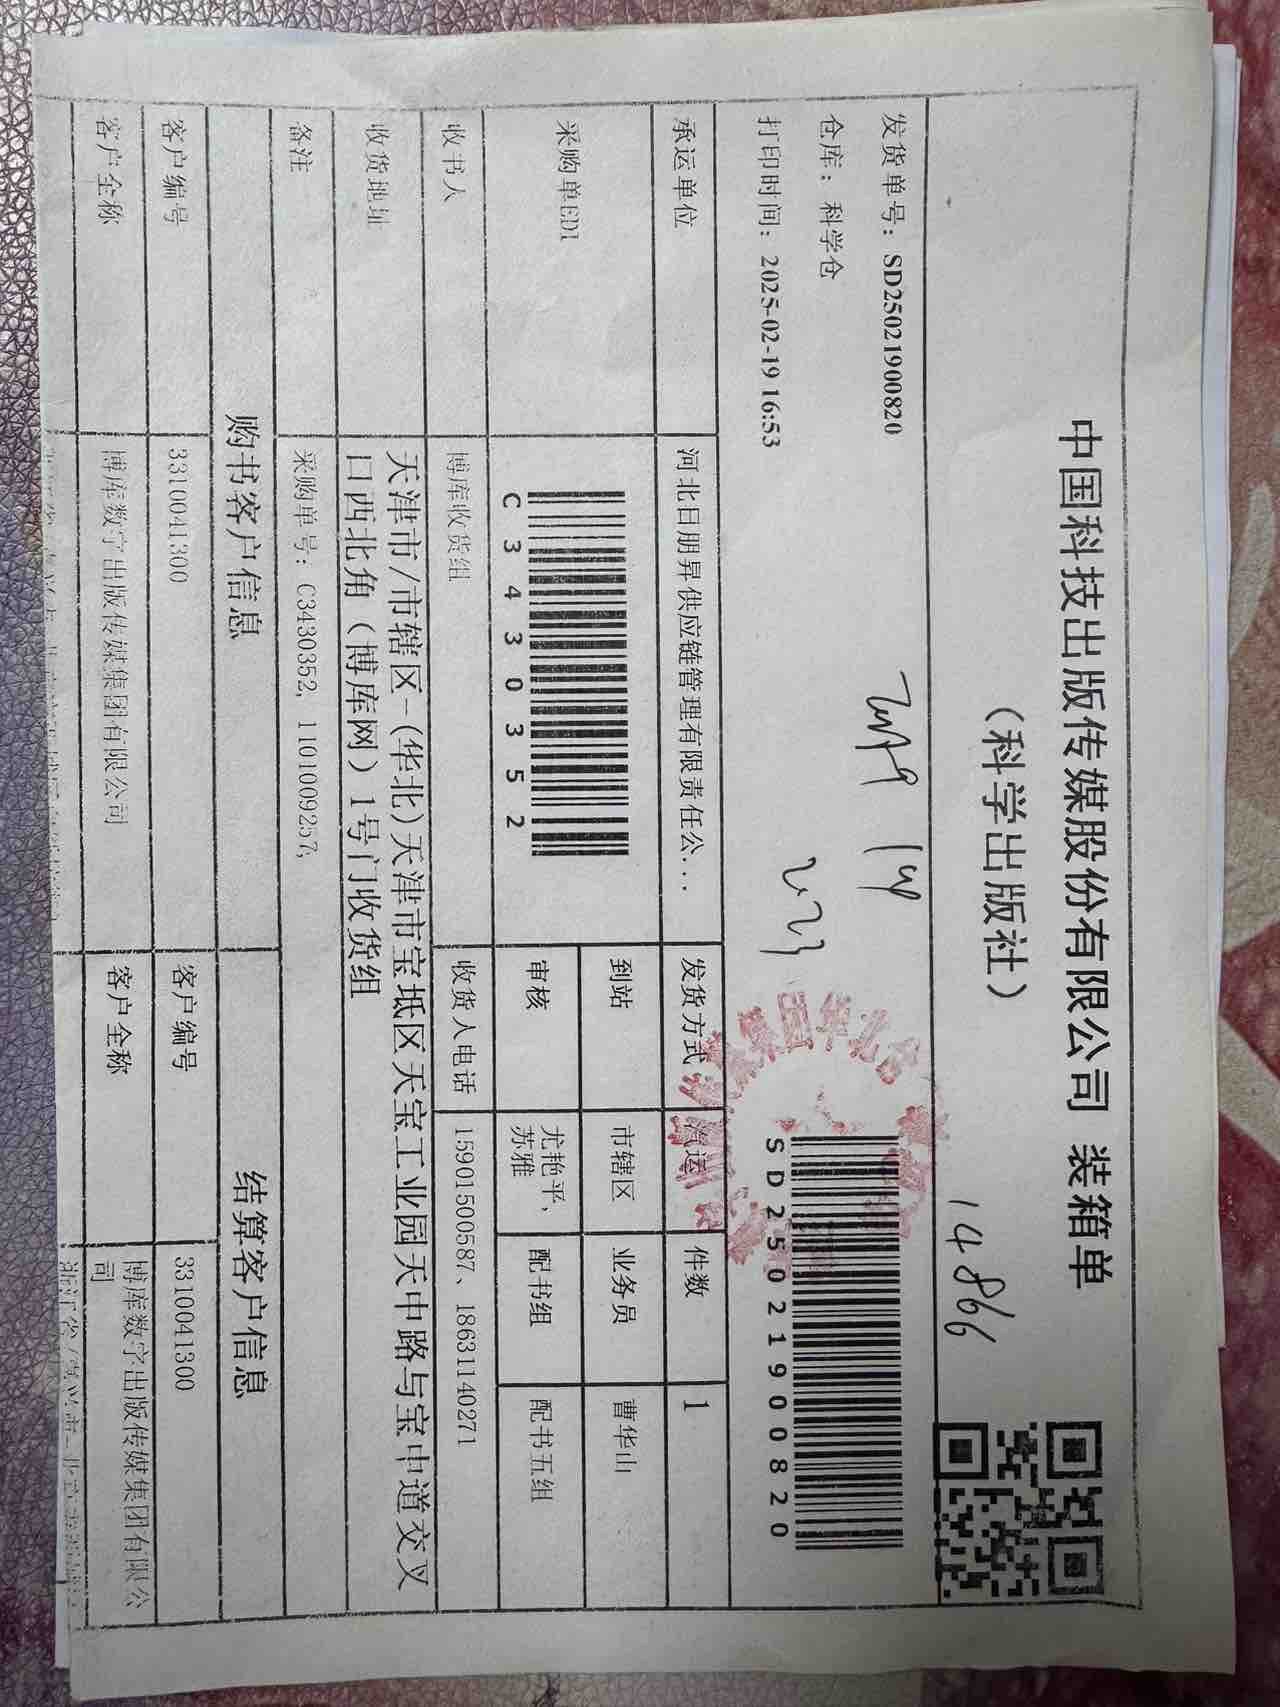 中国科技出版传媒股份有限公司 装箱单
(科学出版社)
14866
发货单号: SD2502190820
仓库: 科学仓
打印时间: 2025-02-19 16:53
SD2502190820
承运单位 河北日朋昇供应链管理有限责任公... 发货方式 汽运 件数 1
采购单EDI C3430352 到站 市辖区 业务员 曹华山
审核 尤艳平, 苏雅 配书组 配书五组
收书人 博库收货组 收货人电话 15901500587、18631140271
收货地址 天津市/市辖区-(华北)天津市宝坻区天宝工业园天中路与宝中道交叉
口西北角(博库网)1号门收货组
备注 采购单号: C3430352, 1101009257,
购书客户信息 结算客户信息
客户编号 3310041300 客户编号 3310041300
客户全称 博库数字出版传媒集团有限公司 客户全称 博库数字出版传媒集团有限公
司